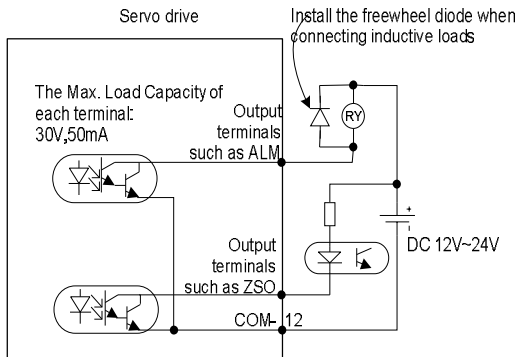 Servo drive
Install the freewheel diode when
connecting inductive loads
The Max. Load Capacity of
each terminal:
30V,50mA
Output
terminals
such as ALM
RY
+
-
DC 12V~24V
Output
terminals
such as ZSO
COM- 12